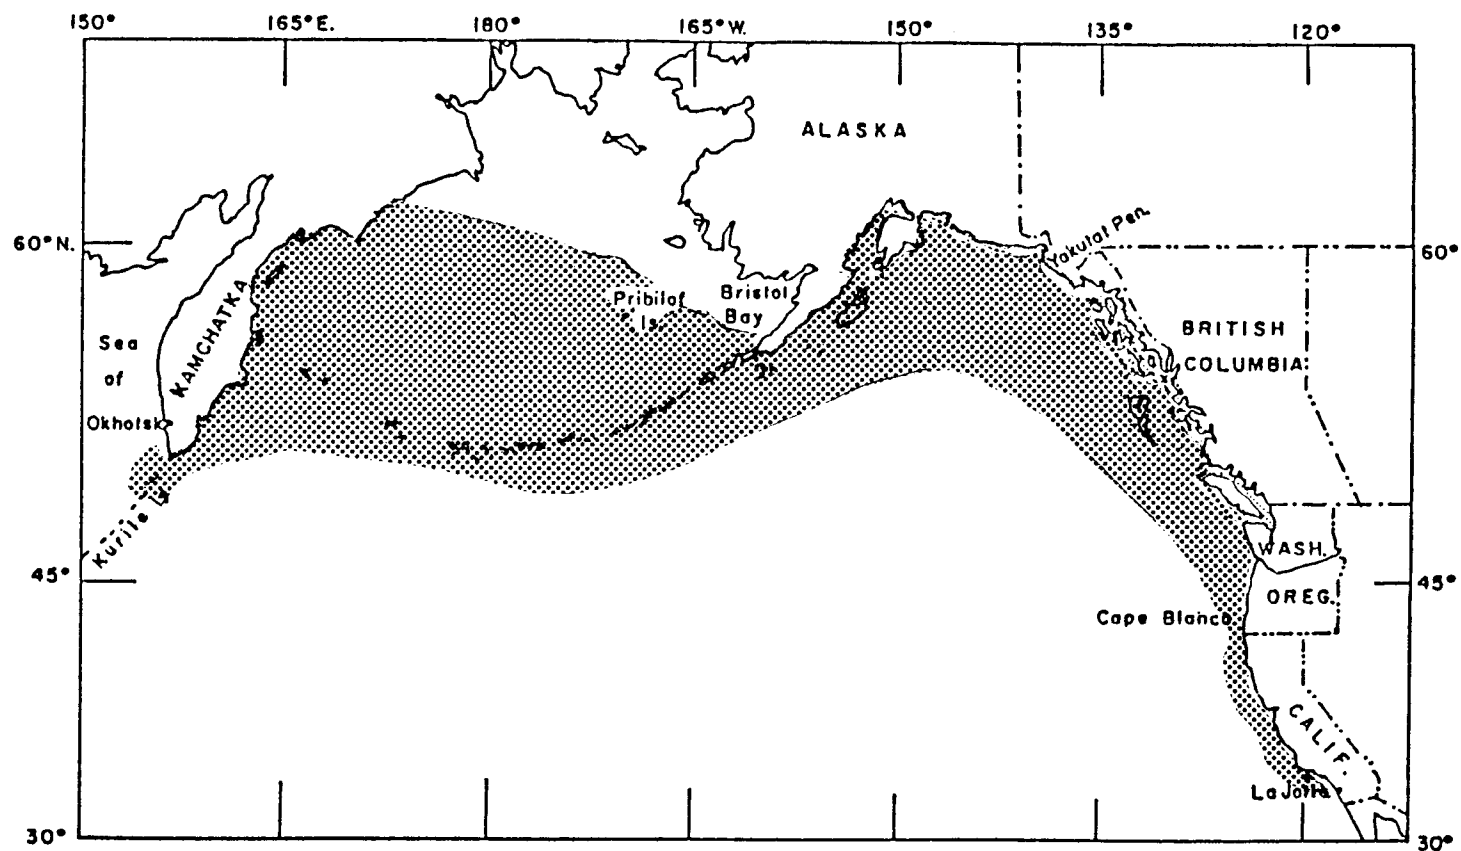 150° 165°E. 180° 165°W. 150° 135° 120°
ALASKA
Yakutat Pen.
60°N. 60°
Pribilof
Is.
Bristol
Bay
KAMCHATKA
Sea
of
Okhotsk
BRITISH
COLUMBIA
Kurile Is.
WASH.
45° 45°
OREG.
Cape Blanco
CALIF.
La Jolla
30° 30°